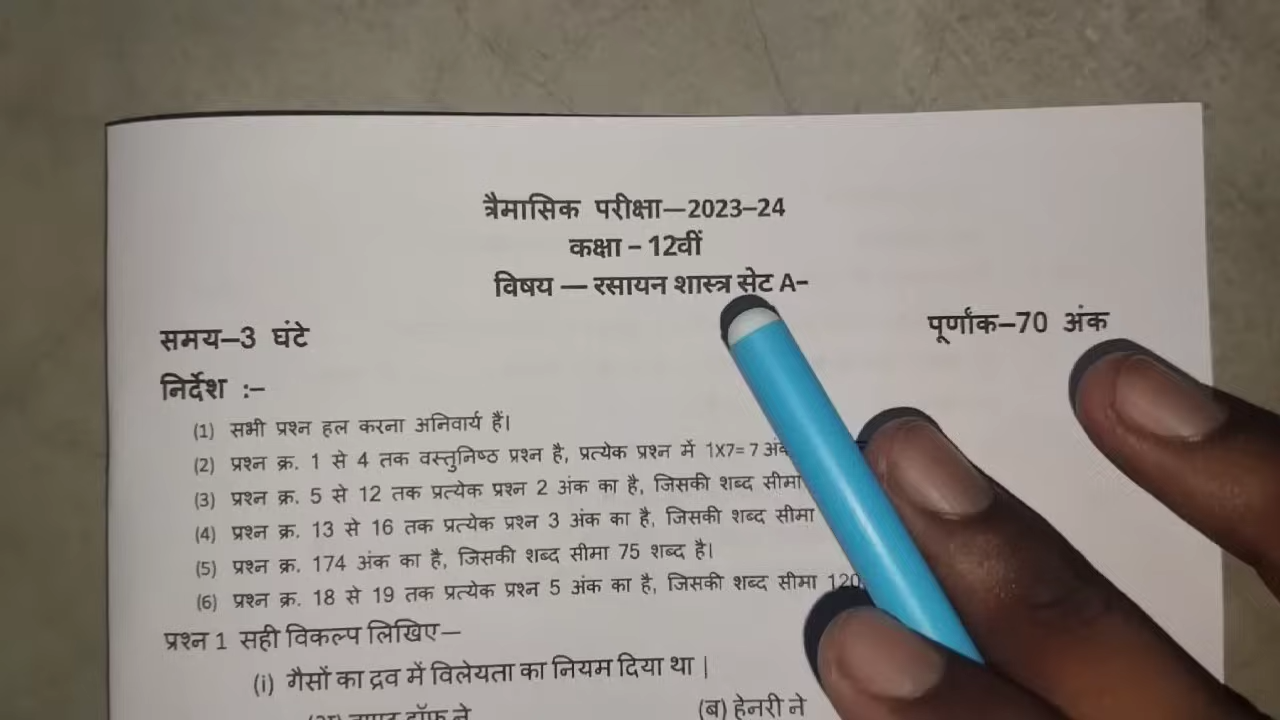 त्रैमासिक परीक्षा—2023–24
कक्षा – 12वीं
विषय — रसायन शास्त्र सेट A–
समय–3 घंटे पूर्णांक–70 अंक
निर्देश :–
(1) सभी प्रश्न हल करना अनिवार्य हैं।
(2) प्रश्न क्र. 1 से 4 तक वस्तुनिष्ठ प्रश्न है, प्रत्येक प्रश्न में 1X7= 7 अंक
(3) प्रश्न क्र. 5 से 12 तक प्रत्येक प्रश्न 2 अंक का है, जिसकी शब्द सीमा
(4) प्रश्न क्र. 13 से 16 तक प्रत्येक प्रश्न 3 अंक का है, जिसकी शब्द सीमा
(5) प्रश्न क्र. 174 अंक का है, जिसकी शब्द सीमा 75 शब्द है।
(6) प्रश्न क्र. 18 से 19 तक प्रत्येक प्रश्न 5 अंक का है, जिसकी शब्द सीमा 120
प्रश्न 1 सही विकल्प लिखिए—
(i) गैसों का द्रव में विलेयता का नियम दिया था |
(ब) हेनरी ने